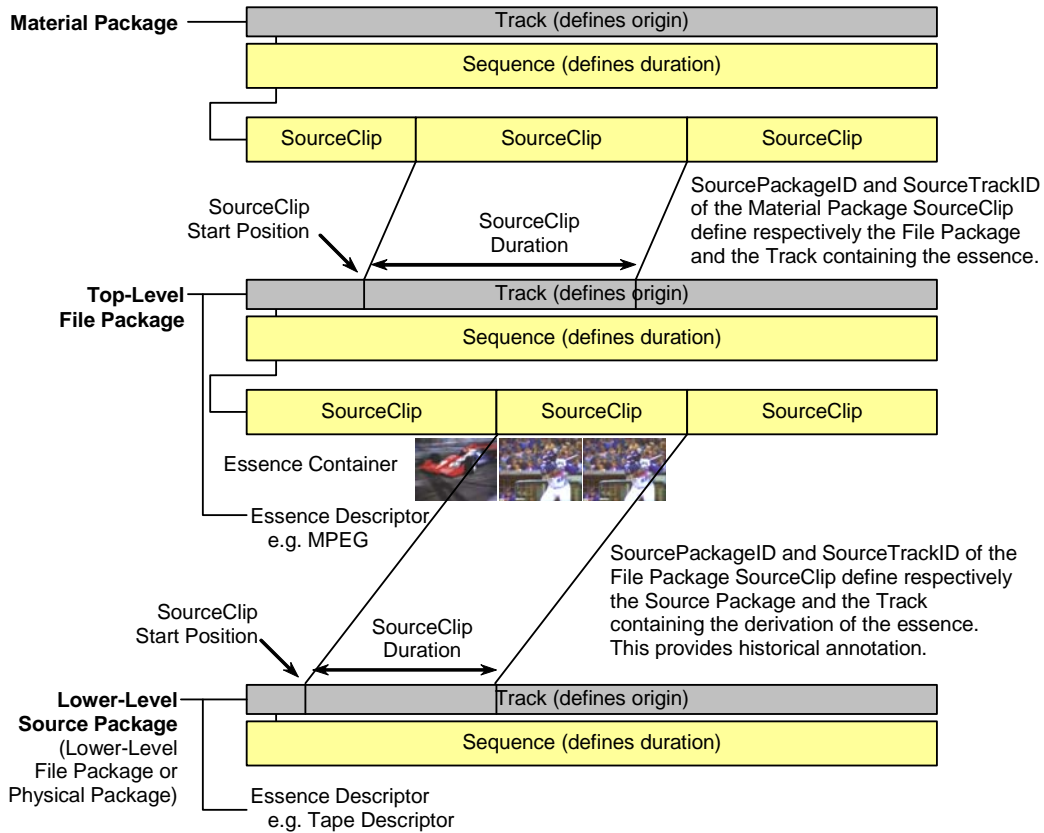 Material Package
Track (defines origin)
Sequence (defines duration)
SourceClip
SourceClip
SourceClip
SourcePackageID and SourceTrackID
of the Material Package SourceClip
define respectively the File Package
and the Track containing the essence.
SourceClip
Start Position
SourceClip
Duration
Top-Level
File Package
Track (defines origin)
Sequence (defines duration)
SourceClip
SourceClip
SourceClip
Essence Container
Essence Descriptor
e.g. MPEG
SourcePackageID and SourceTrackID of the
File Package SourceClip define respectively
the Source Package and the Track
containing the derivation of the essence.
This provides historical annotation.
SourceClip
Start Position
SourceClip
Duration
Lower-Level
Source Package
(Lower-Level
File Package or
Physical Package)
Track (defines origin)
Sequence (defines duration)
Essence Descriptor
e.g. Tape Descriptor